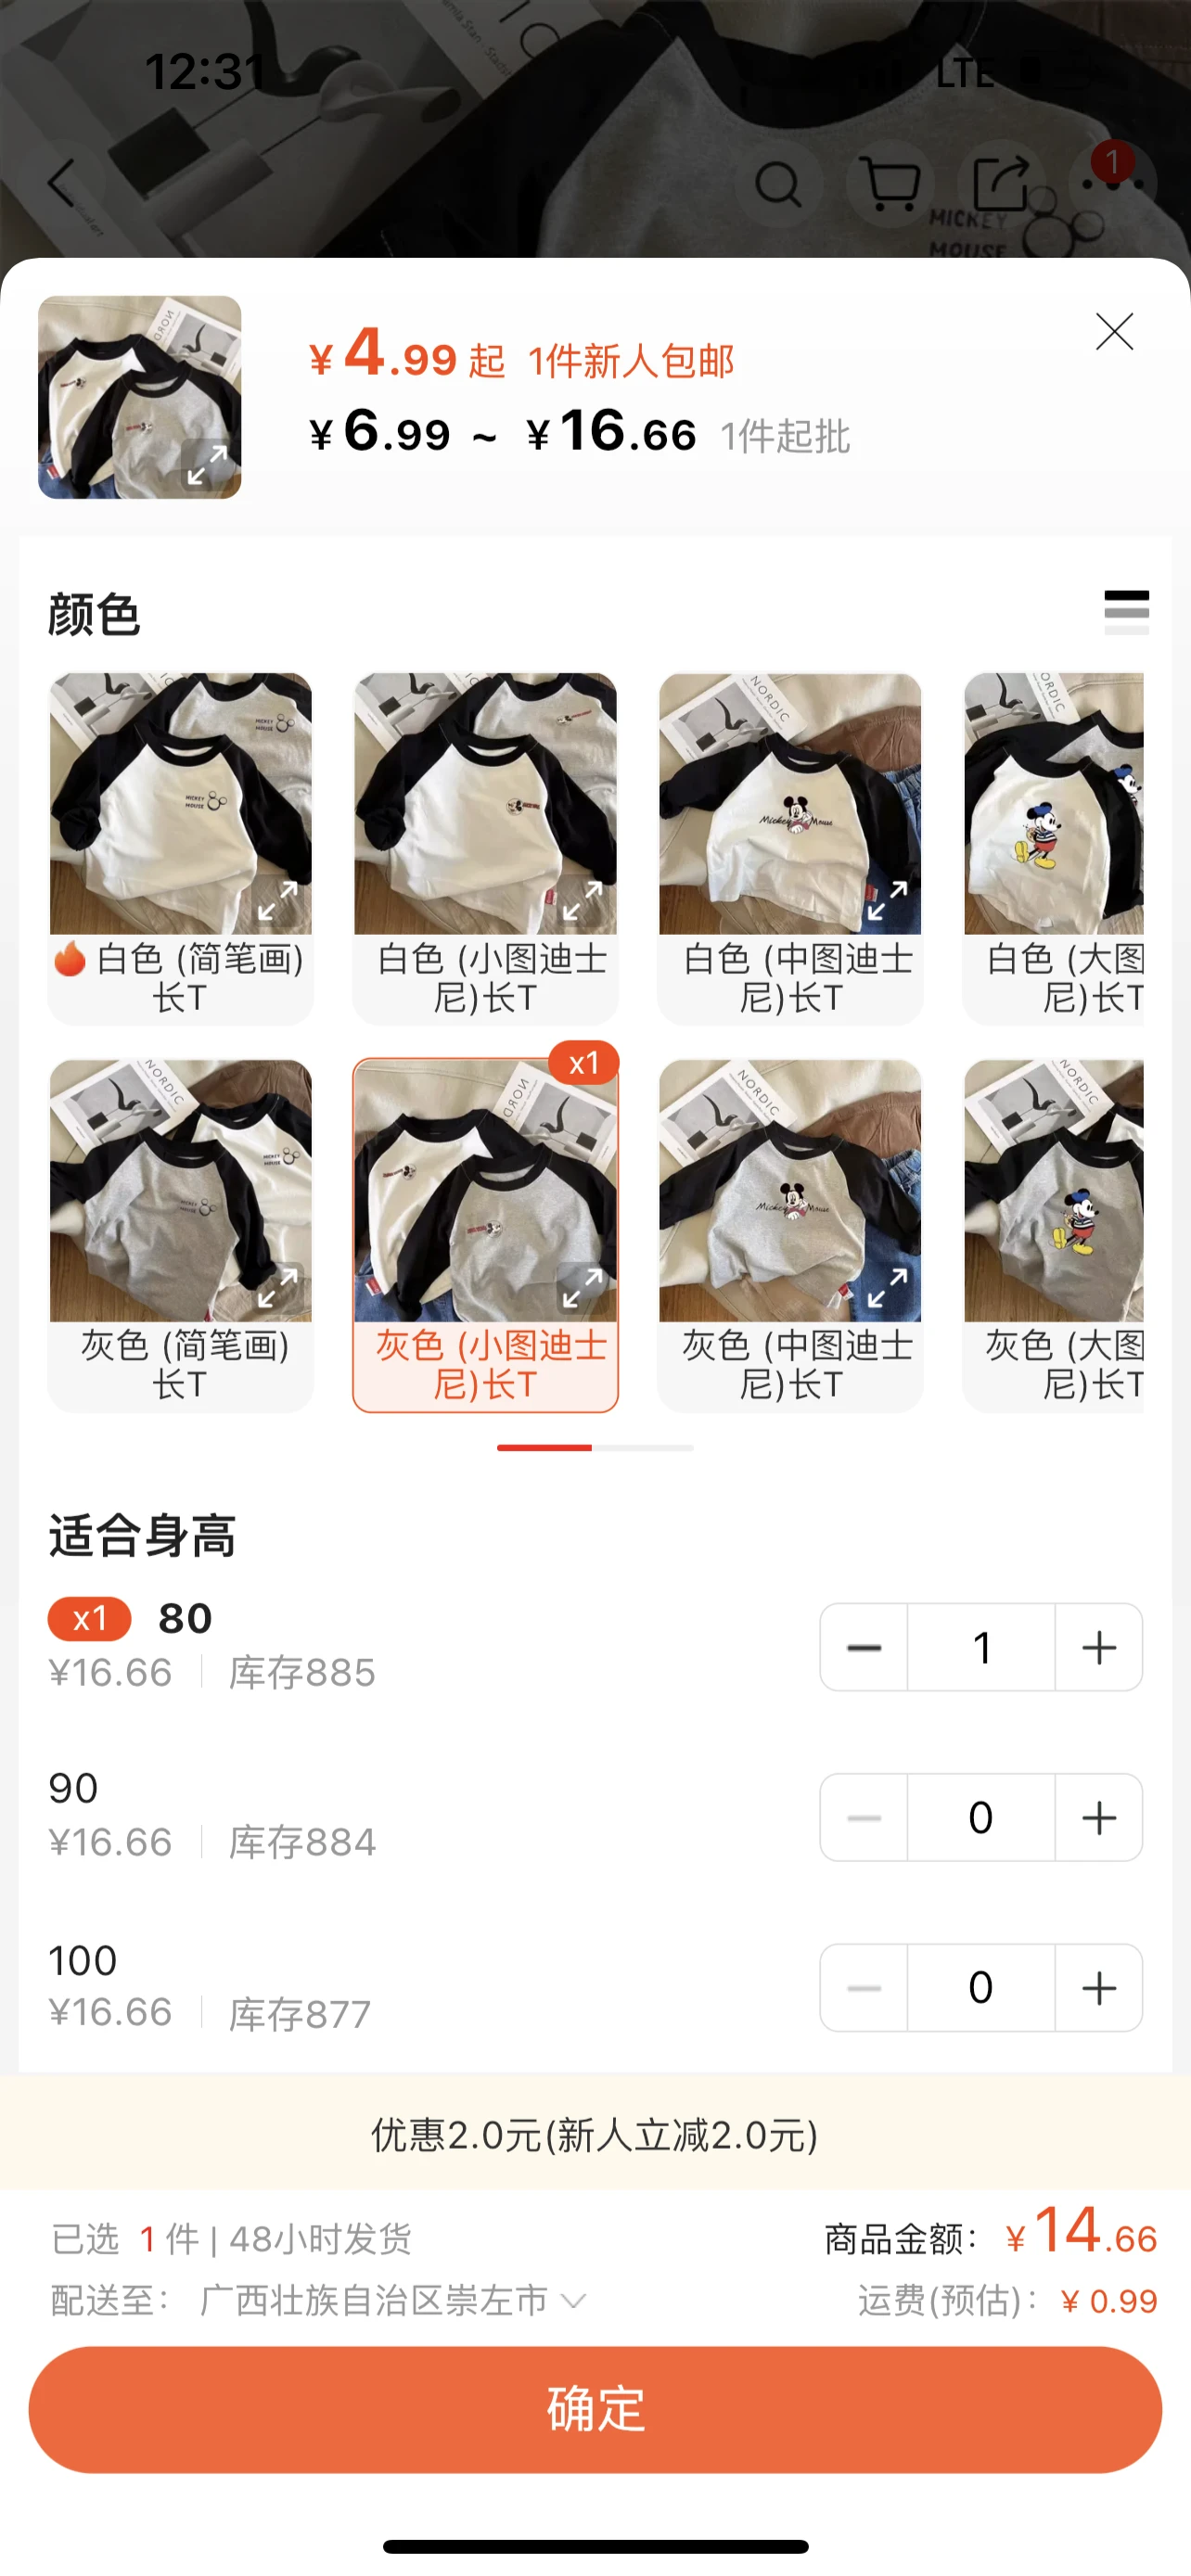 12:31
LTE
1
MICKEY
MOUSE
¥4.99起 1件新人包邮
¥6.99 ~ ¥16.66 1件起批
颜色
白色 (简笔画)
长T
白色 (小图迪士
尼)长T
白色 (中图迪士
尼)长T
白色 (大图
尼)长T
x1
灰色 (简笔画)
长T
灰色 (小图迪士
尼)长T
灰色 (中图迪士
尼)长T
灰色 (大图
尼)长T
适合身高
x1 80
¥16.66 | 库存885
1
90
¥16.66 | 库存884
0
100
¥16.66 | 库存877
0
优惠2.0元(新人立减2.0元)
已选 1 件 | 48小时发货
商品金额: ¥14.66
配送至: 广西壮族自治区崇左市
运费(预估): ¥0.99
确定